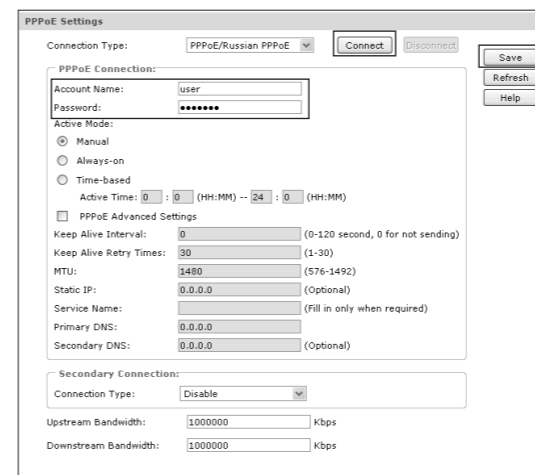 PPPoE Settings
Connection Type: PPPoE/Russian PPPoE Connect Disconnect
Save
Refresh
Help
PPPoE Connection:
Account Name: user
Password: •••••••
Active Mode:
Manual
Always-on
Time-based
Active Time: 0 : 0 (HH:MM) -- 24 : 0 (HH:MM)
PPPoE Advanced Settings
Keep Alive Interval: 0 (0-120 second, 0 for not sending)
Keep Alive Retry Times: 30 (1-30)
MTU: 1480 (576-1492)
Static IP: 0.0.0.0 (Optional)
Service Name: (Fill in only when required)
Primary DNS: 0.0.0.0
Secondary DNS: 0.0.0.0 (Optional)
Secondary Connection:
Connection Type: Disable
Upstream Bandwidth: 1000000 Kbps
Downstream Bandwidth: 1000000 Kbps